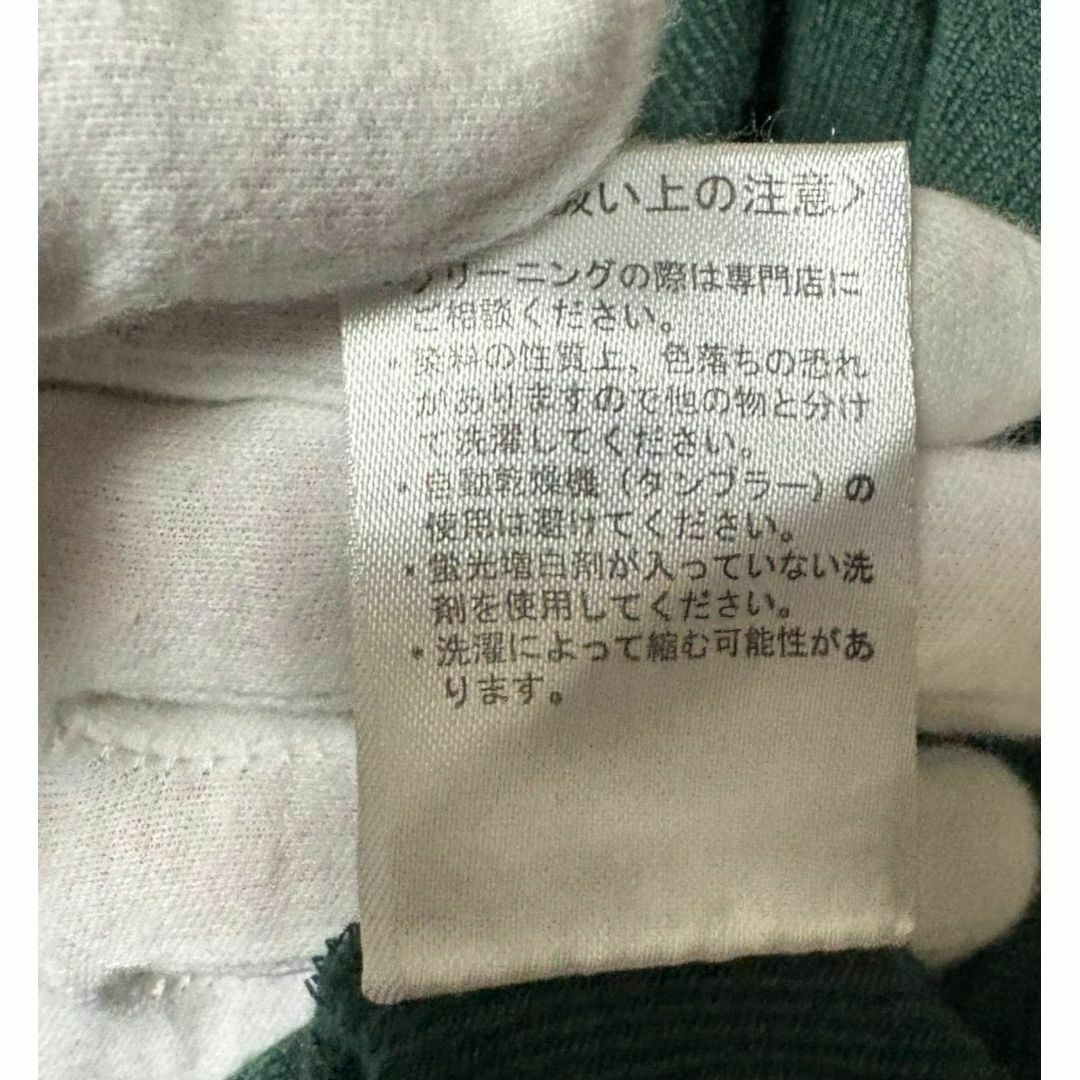 扱い上の注意〉
クリーニングの際は専門店に
ご相談ください。
・染料の性質上、色落ちの恐れ
がありますので他の物と分け
て洗濯してください。
・自動乾燥機（タンブラー）の
使用は避けてください。
・蛍光増白剤が入っていない洗
剤を使用してください。
・洗濯によって縮む可能性があ
ります。